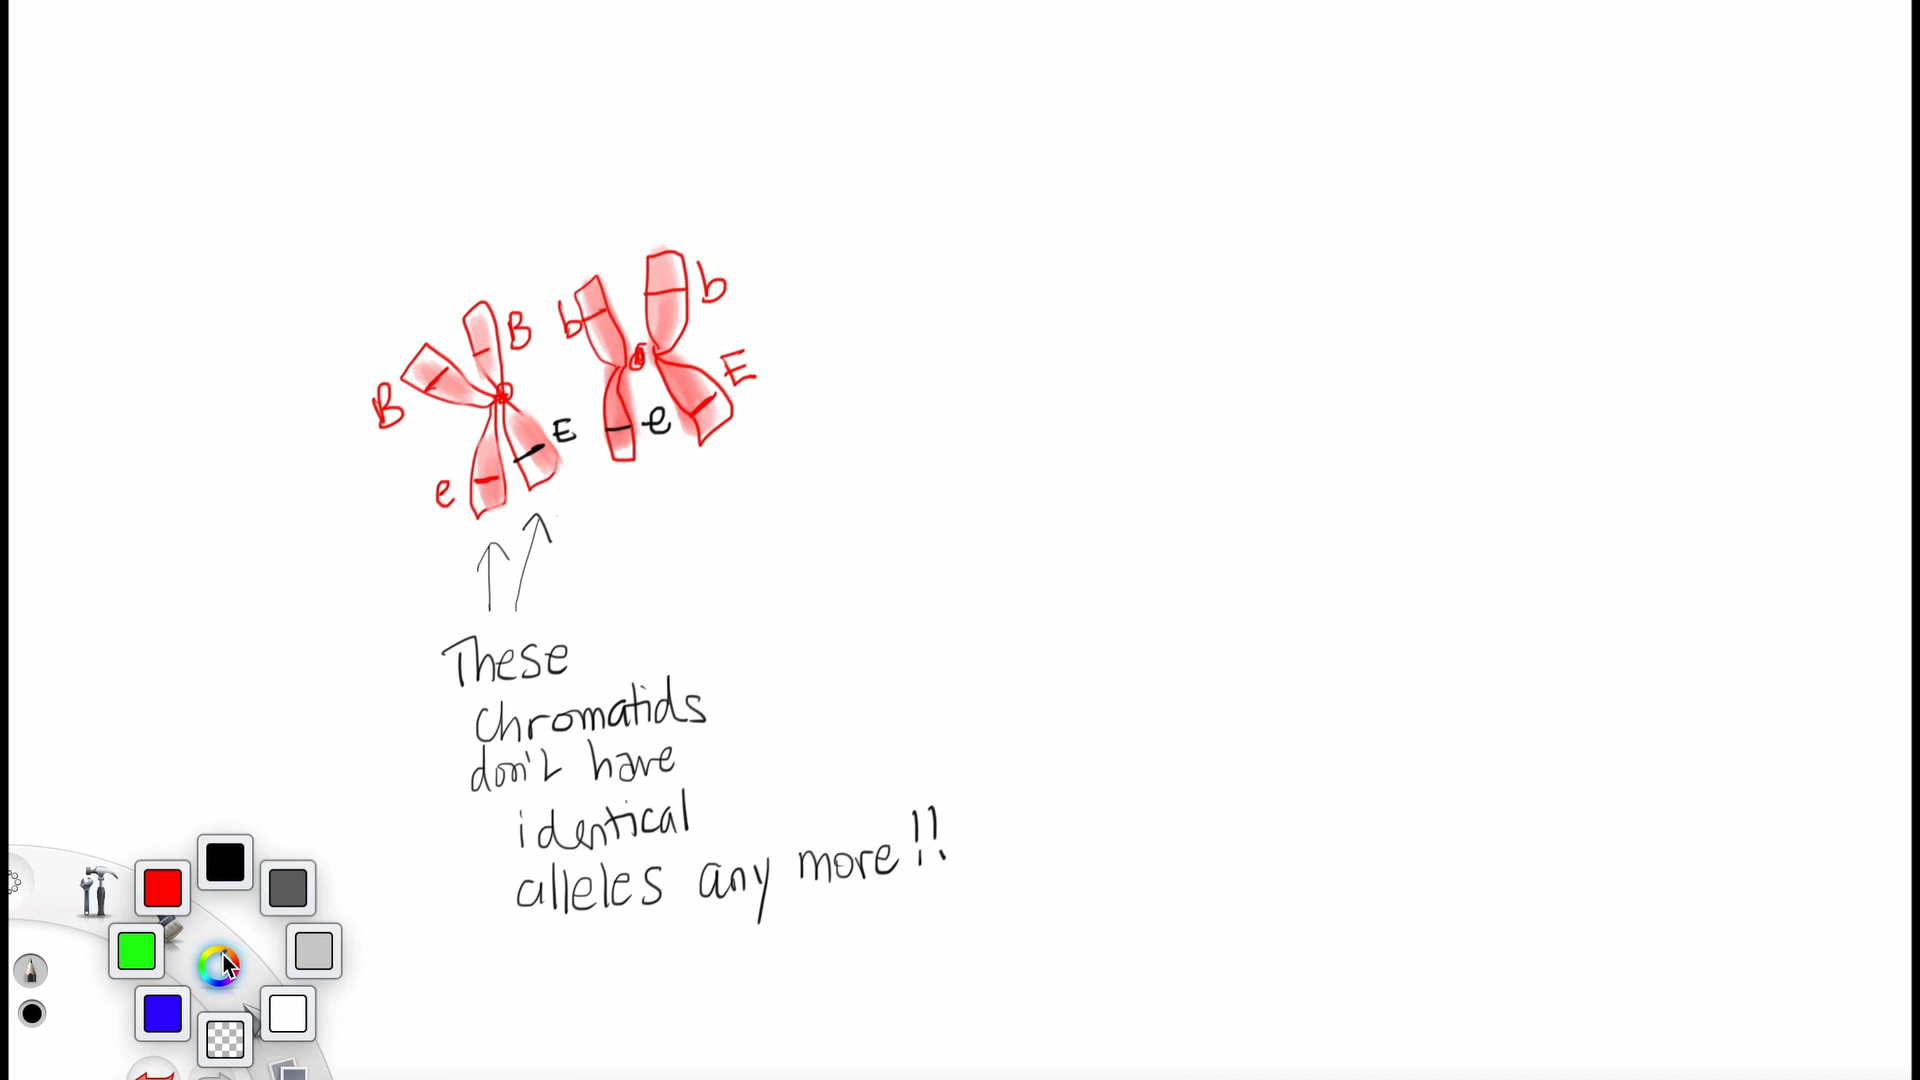 b
b
B
B
E
B
E
e
e
These
Chromatids
don't have
identical
alleles any more!!